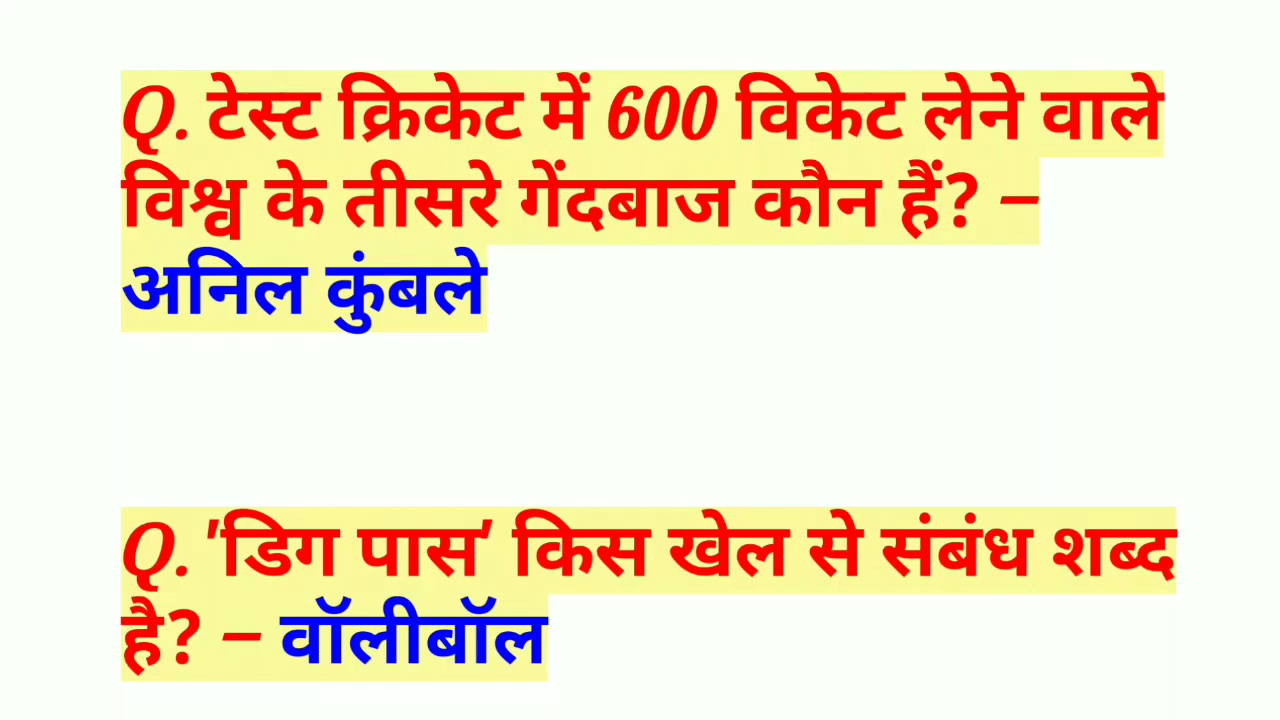 Q. टेस्ट क्रिकेट में 600 विकेट लेने वाले
विश्व के तीसरे गेंदबाज कौन हैं? –
अनिल कुंबले
Q. 'डिग पास' किस खेल से संबंध शब्द
है? – वॉलीबॉल